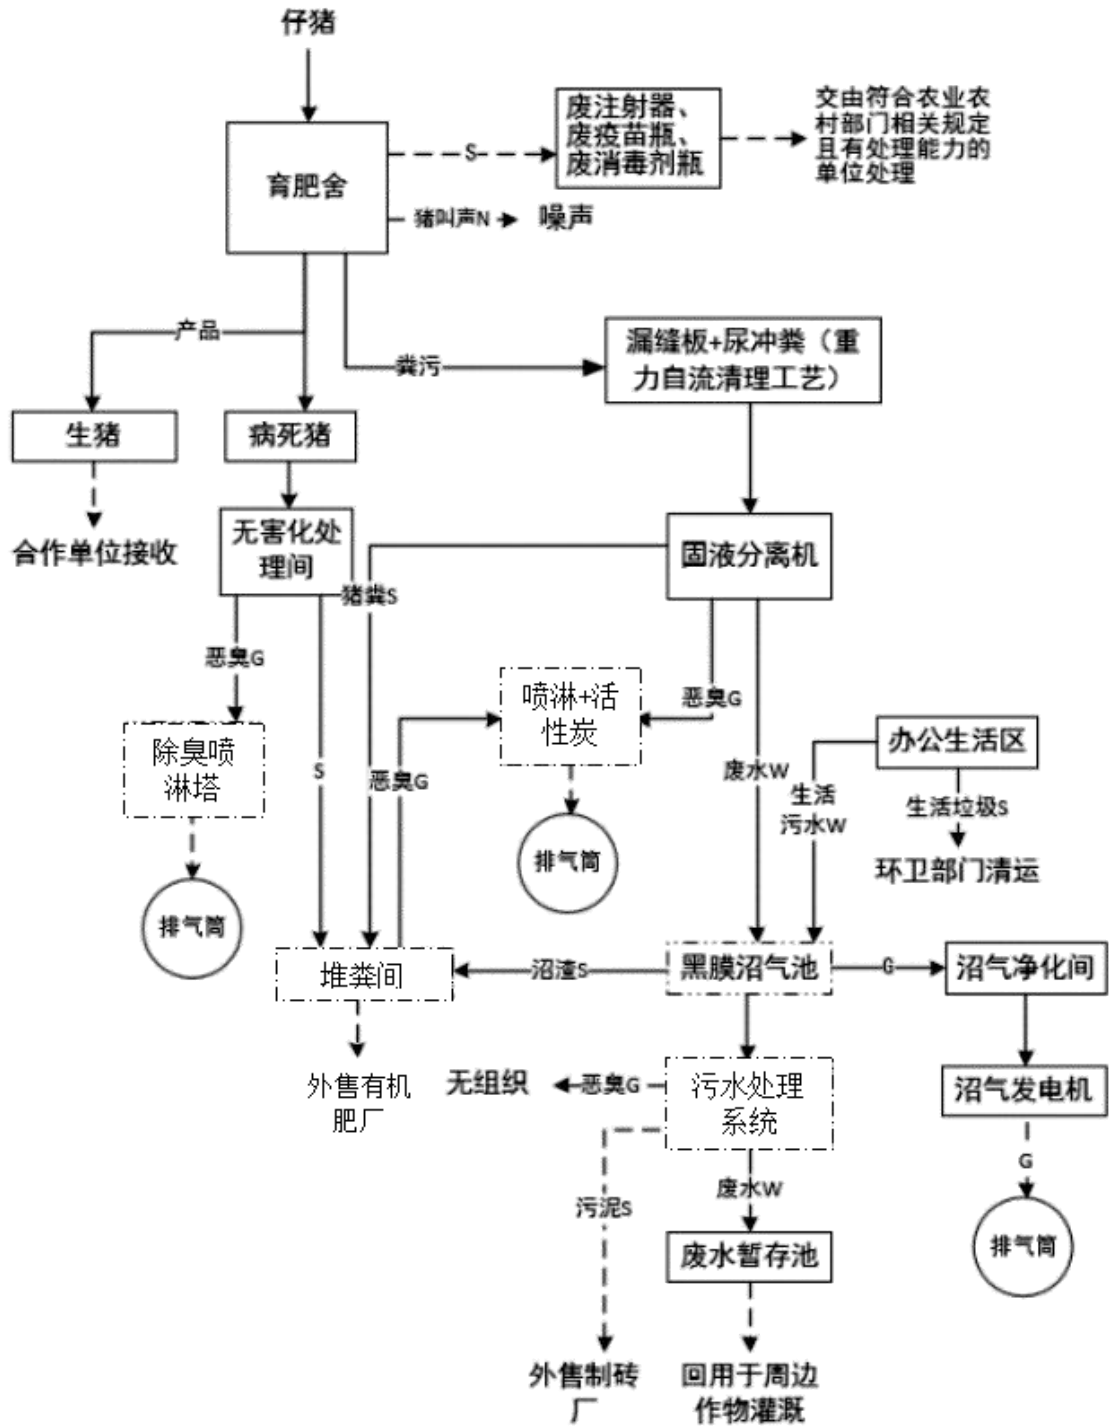 仔猪
废注射器、
废疫苗瓶、
废消毒剂瓶
交由符合农业农
村部门相关规定
且有处理能力的
单位处理
育肥舍
S
猪叫声N
噪声
产品
粪污
漏缝板+尿冲粪（重
力自流清理工艺）
生猪
病死猪
合作单位接收
无害化处
理间
固液分离机
猪粪S
恶臭G
喷淋+活
性炭
恶臭G
除臭喷
淋塔
S
恶臭G
废水W
办公生活区
生活
污水W
生活垃圾S
环卫部门清运
排气筒
排气筒
堆粪间
沼渣S
黑膜沼气池
G
沼气净化间
外售有机
肥厂
无组织
恶臭G
污水处理
系统
沼气发电机
G
污泥S
废水W
废水暂存池
排气筒
外售制砖
厂
回用于周边
作物灌溉